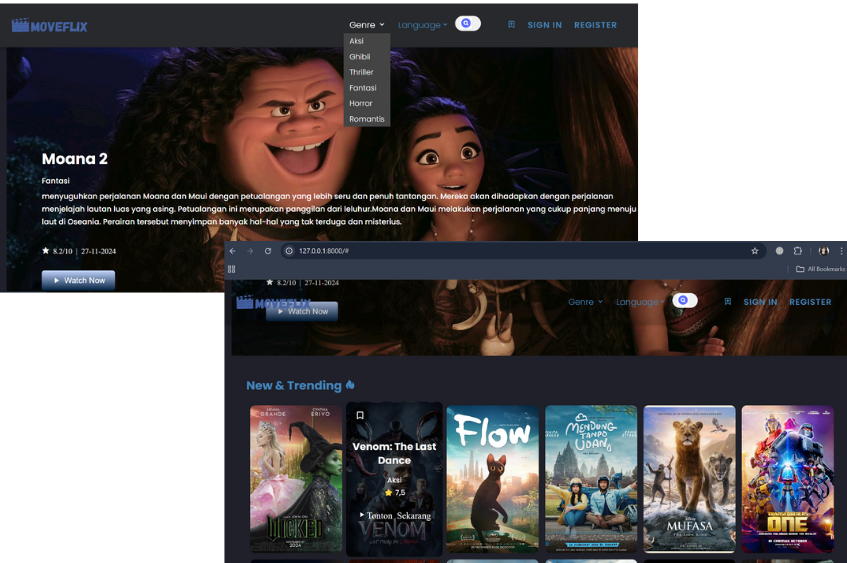 MOVEFLIX
Genre
Language
SIGN IN
REGISTER
Aksi
Ghibli
Thriller
Fantasi
Horror
Romantis
Moana 2
Fantasi
menyuguhkan perjalanan Moana dan Maui dengan petualangan yang lebih seru dan penuh tantangan. Mereka akan dihadapkan dengan perjalanan
menjelajah lautan luas yang asing. Petualangan ini merupakan panggilan dari leluhur.Moana dan Maui melakukan perjalanan yang cukup panjang menuju
laut di Oseania. Perairan tersebut menyimpan banyak hal-hal yang tak terduga dan misterius.
8.2/10 | 27-11-2024
Watch Now
127.0.0.1:8000/#
All Bookmarks
8.2/10 | 27-11-2024
MOVEFLIX
Genre
Language
SIGN IN
REGISTER
Watch Now
New & Trending
ARIANA GRANDE
CYNTHIA ERIVO
WICKED
2024
Venom: The Last
Dance
Aksi
7,5
Tenton Sekarang
VENOM
Flow
MENDUNG
TANPO
UDAN
Disney
MUFASA
ONE